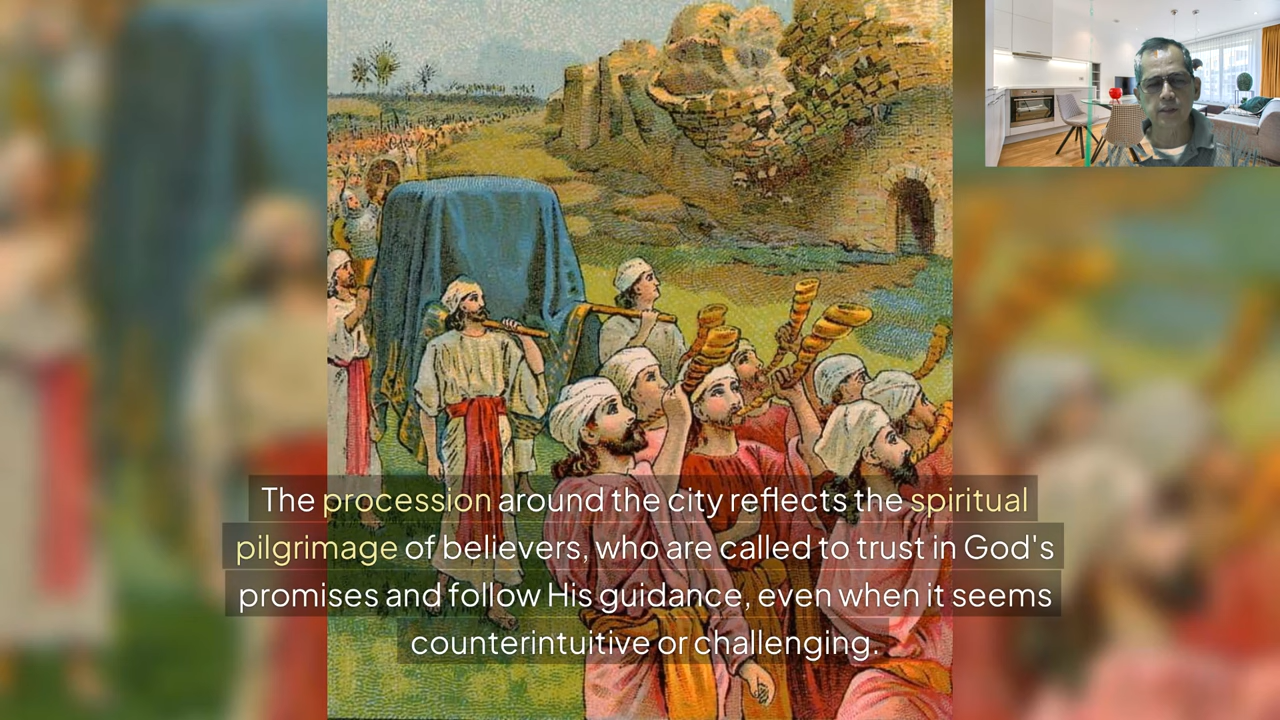 The procession around the city reflects the spiritual
pilgrimage of believers, who are called to trust in God's
promises and follow His guidance, even when it seems
counterintuitive or challenging.